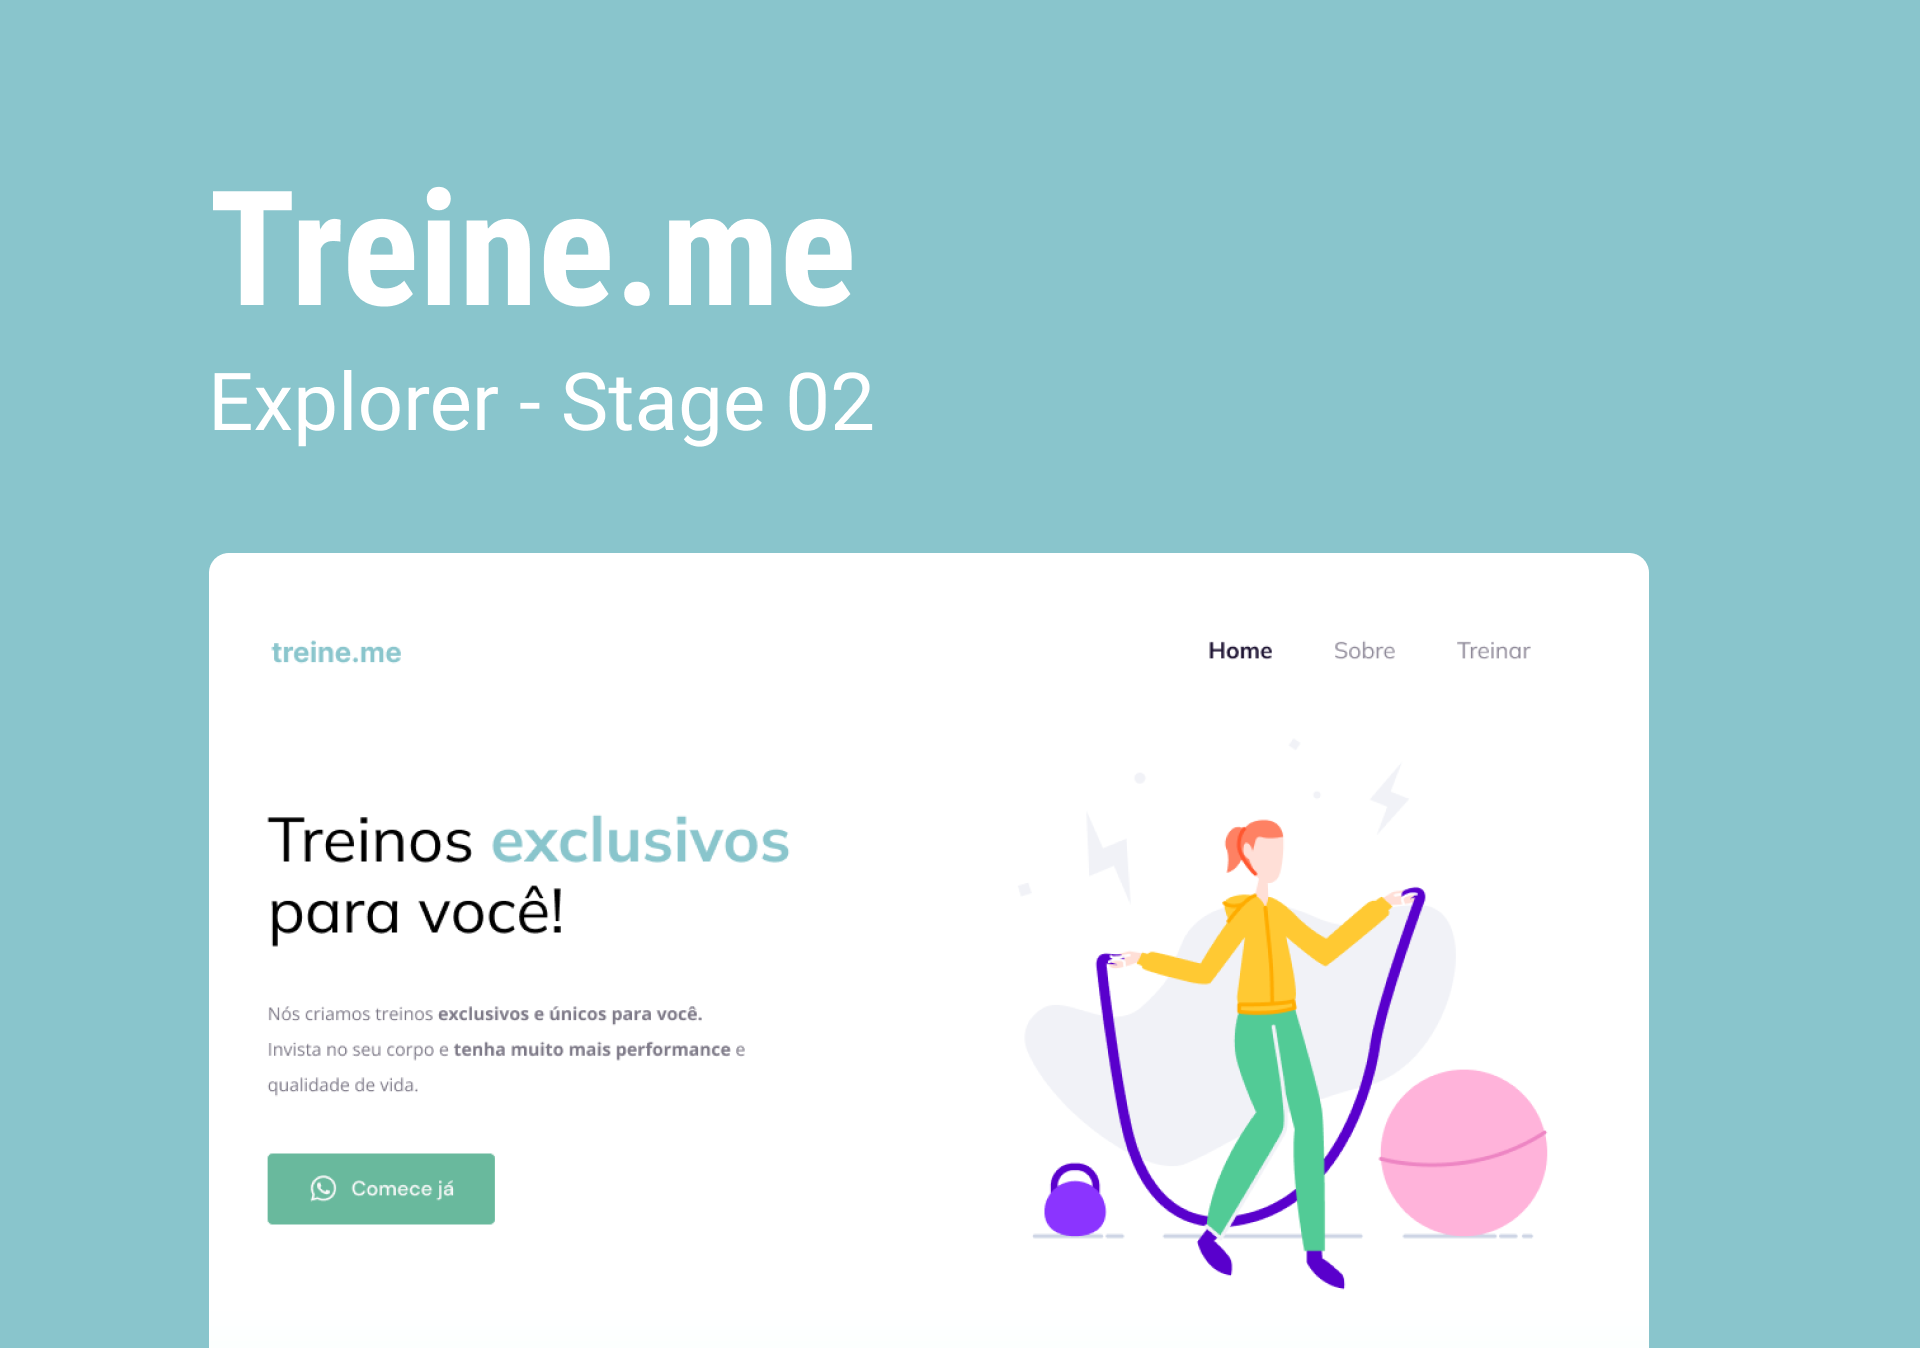 Treine.me
Explorer - Stage 02
treine.me
Home Sobre Treinar
Treinos exclusivos
para você!
Nós criamos treinos exclusivos e únicos para você.
Invista no seu corpo e tenha muito mais performance e
qualidade de vida.
Comece já